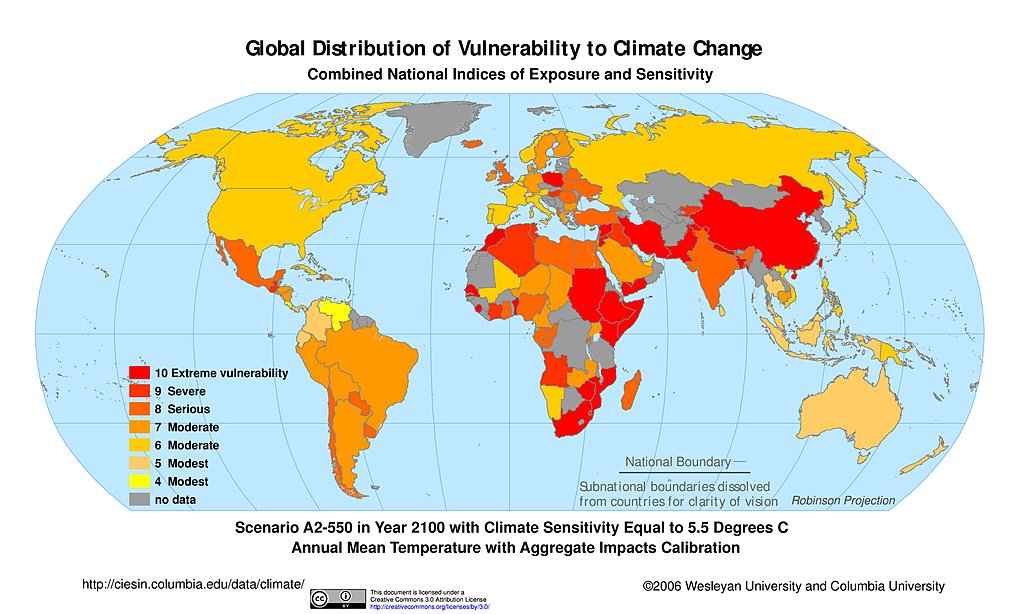 Global Distribution of Vulnerability to Climate Change
Combined National Indices of Exposure and Sensitivity
10 Extreme vulnerability
9 Severe
8 Serious
7 Moderate
6 Moderate
5 Modest
4 Modest
no data
National Boundary
Subnational boundaries dissolved
from countries for clarity of vision
Robinson Projection
Scenario A2-550 in Year 2100 with Climate Sensitivity Equal to 5.5 Degrees C
Annual Mean Temperature with Aggregate Impacts Calibration
http://ciesin.columbia.edu/data/climate/
cc
BY
This document is licensed under a
Creative Commons 3.0 Attribution License
http://creativecommons.org/licenses/by/3.0/
©2006 Wesleyan University and Columbia University